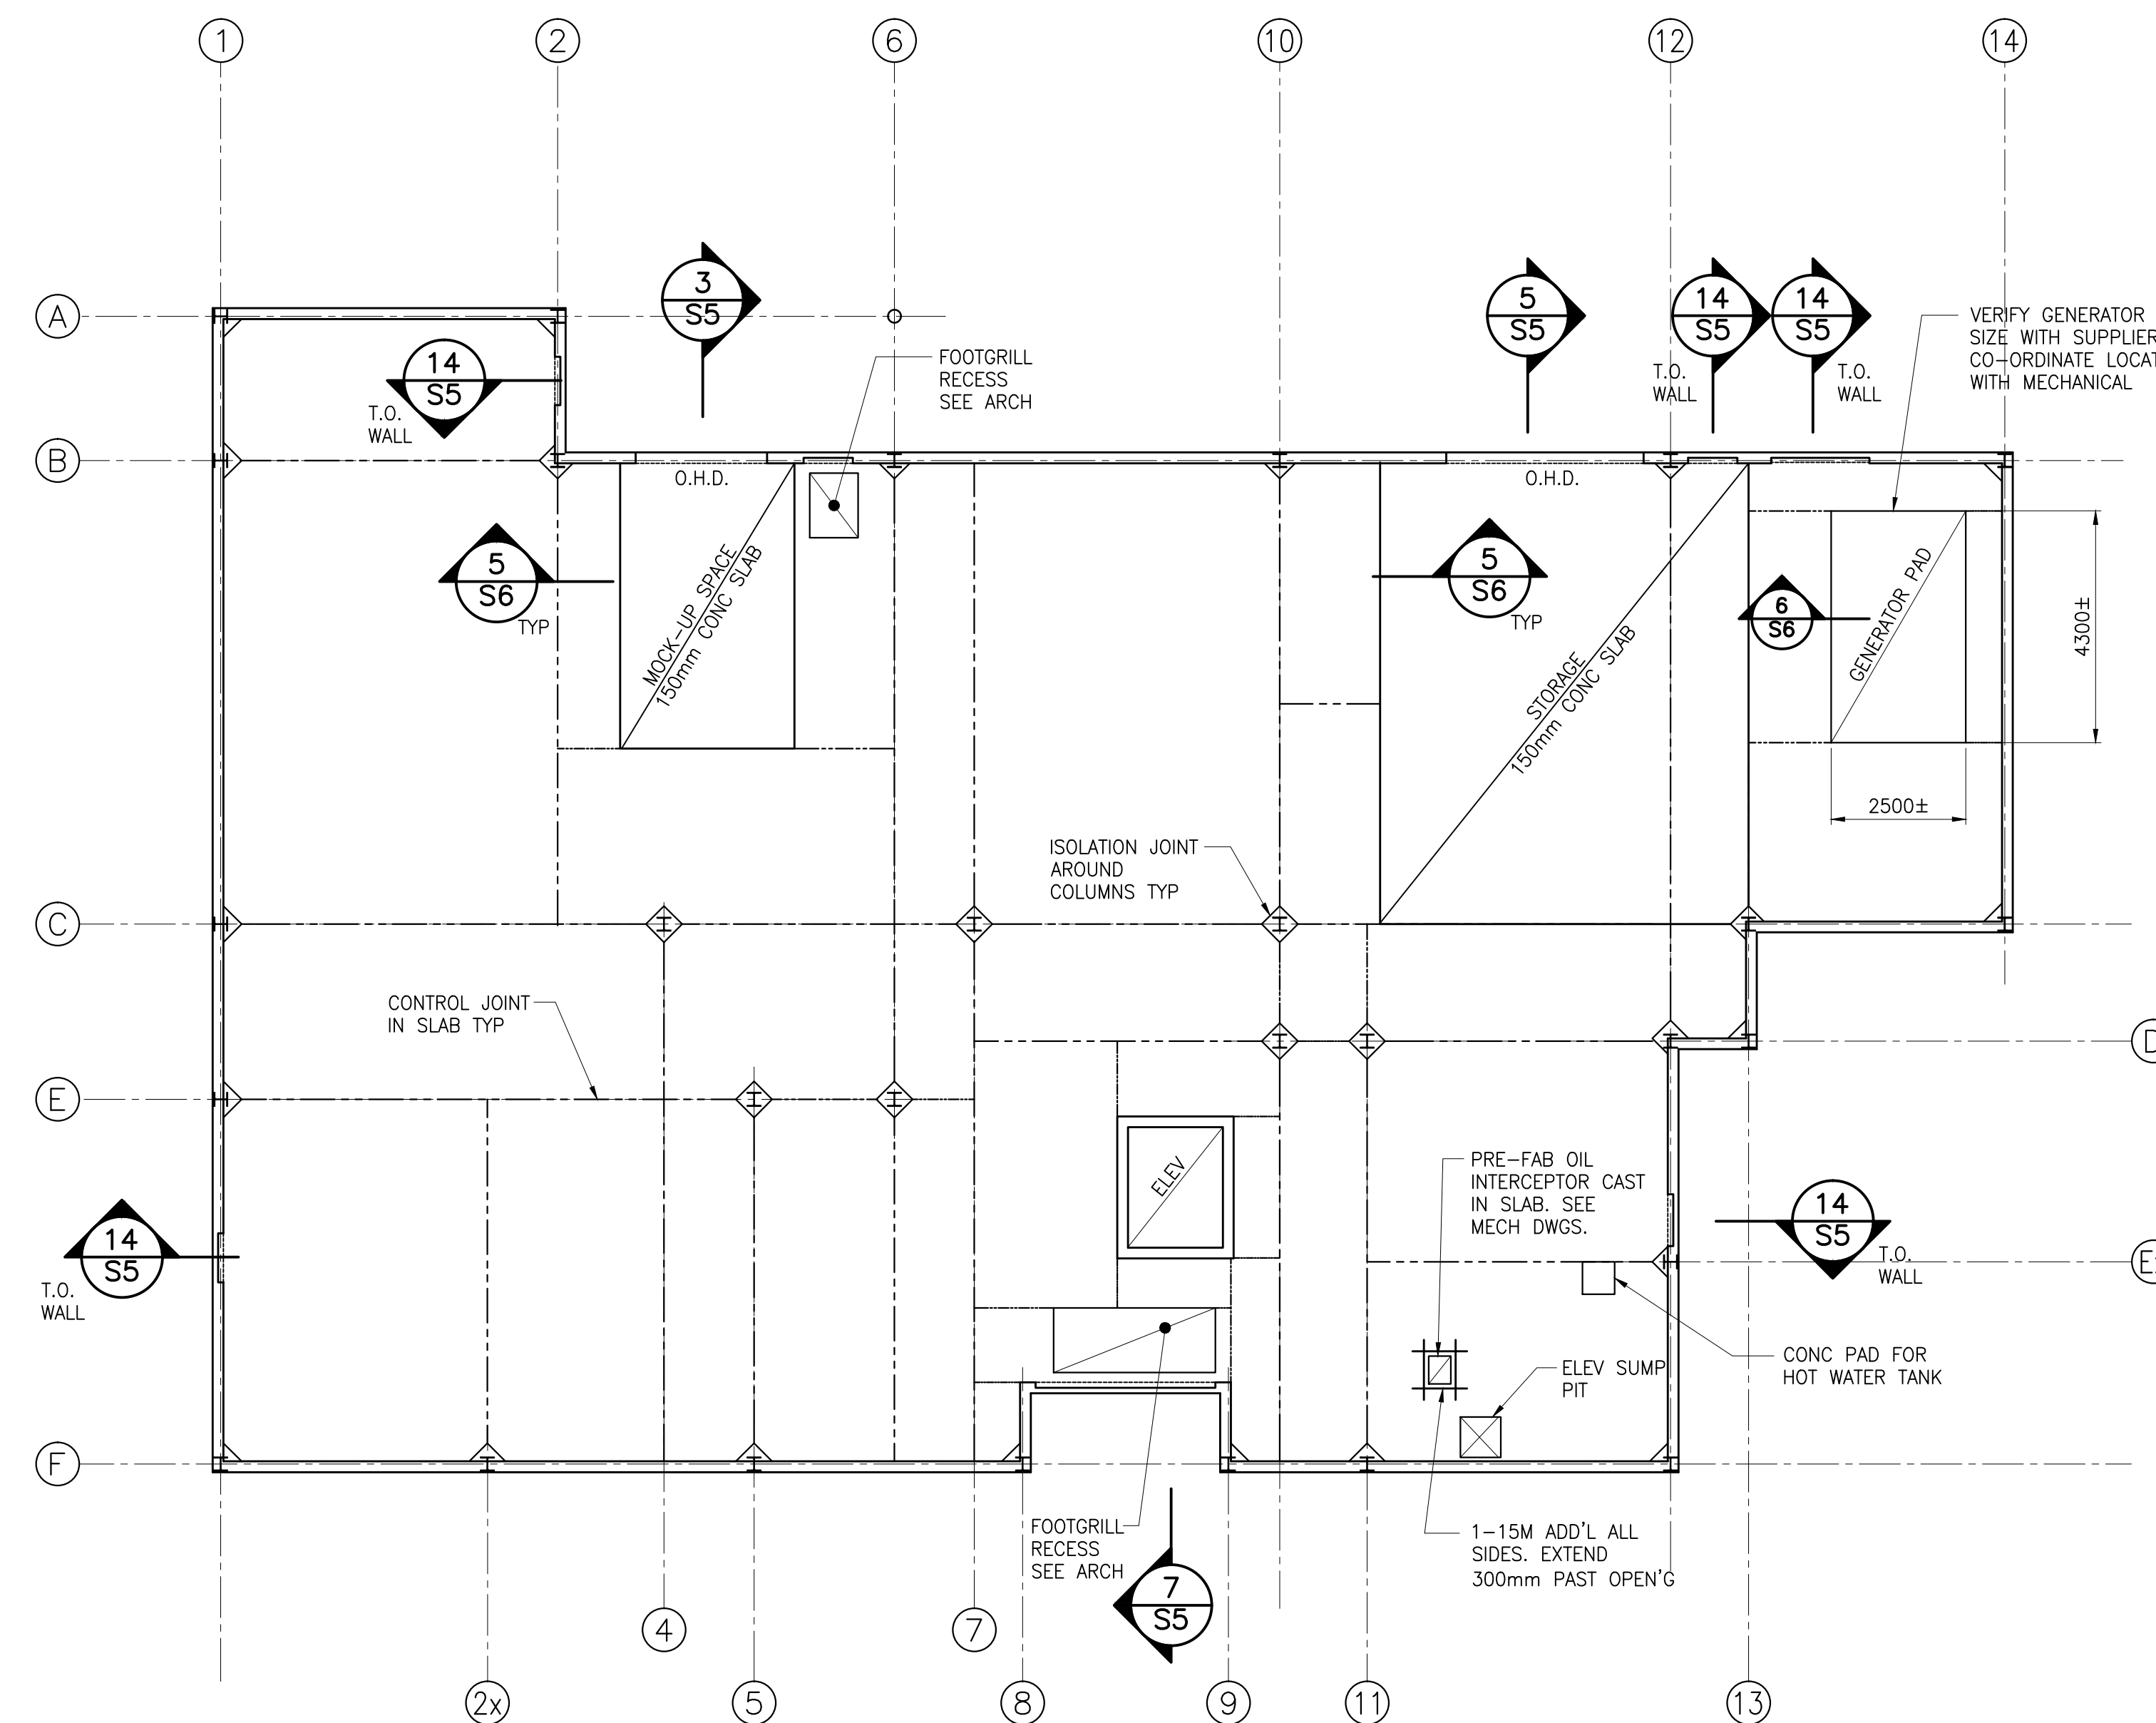 1
2
6
10
12
14
A
3
S5
5
S5
14
S5
14
S5
T.O.
WALL
T.O.
WALL
VERIFY GENERATOR
SIZE WITH SUPPLIER
CO-ORDINATE LOCAT
WITH MECHANICAL
14
S5
T.O.
WALL
FOOTGRILL
RECESS
SEE ARCH
B
O.H.D.
O.H.D.
5
S6
TYP
MOCK-UP SPACE
150mm CONC SLAB
5
S6
TYP
STORAGE
150mm CONC SLAB
6
S6
GENERATOR PAD
4300±
2500±
ISOLATION JOINT
AROUND
COLUMNS TYP
C
CONTROL JOINT
IN SLAB TYP
D
E
ELEV
PRE-FAB OIL
INTERCEPTOR CAST
IN SLAB. SEE
MECH DWGS.
14
S5
T.O.
WALL
14
S5
T.O.
WALL
CONC PAD FOR
HOT WATER TANK
ELEV SUMP
PIT
F
FOOTGRILL
RECESS
SEE ARCH
7
S5
1-15M ADD'L ALL
SIDES. EXTEND
300mm PAST OPEN'G
4
7
2x
5
8
9
11
13